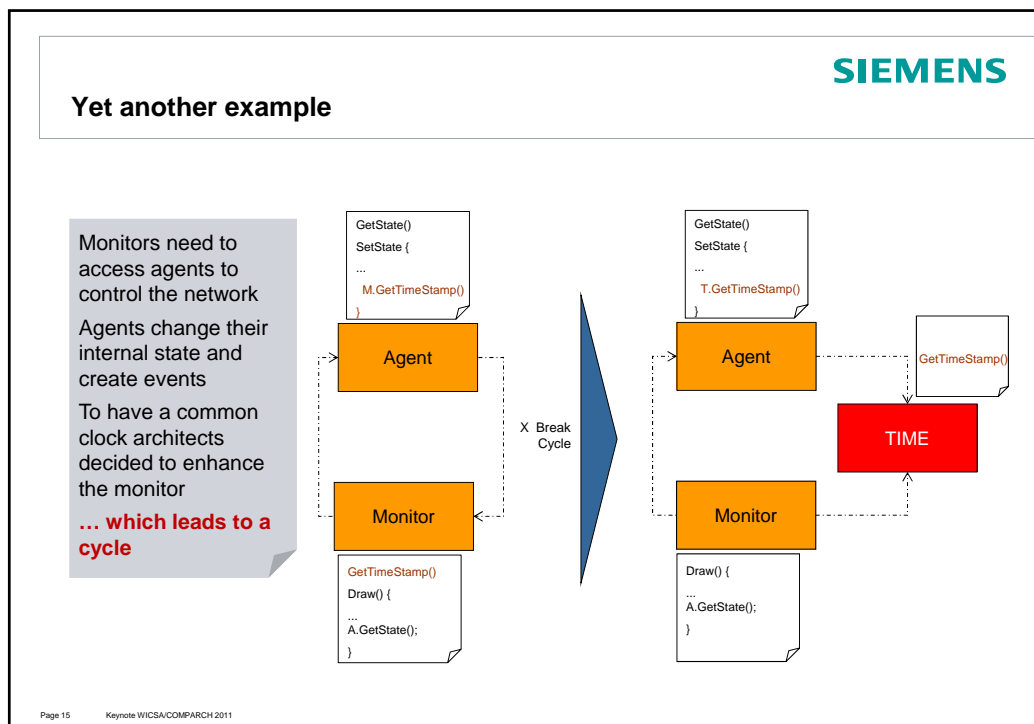 SIEMENS
Yet another example
Monitors need to
access agents to
control the network
Agents change their
internal state and
create events
To have a common
clock architects
decided to enhance
the monitor
… which leads to a
cycle
GetState()
SetState {
...
M.GetTimeStamp()
}
Agent
Monitor
GetTimeStamp()
Draw() {
...
A.GetState();
}
X Break
Cycle
GetState()
SetState {
...
T.GetTimeStamp()
}
Agent
GetTimeStamp()
TIME
Monitor
Draw() {
...
A.GetState();
}
Page 15 Keynote WICSA/COMPARCH 2011